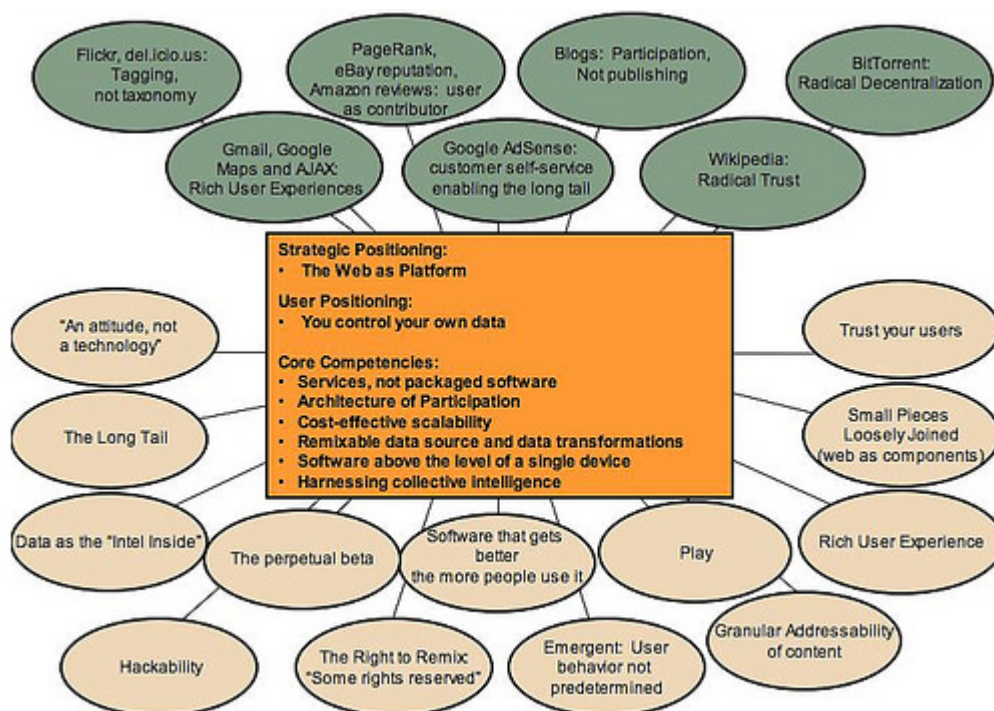 Flickr, del.icio.us:
Tagging,
not taxonomy
PageRank,
eBay reputation,
Amazon reviews: user
as contributor
Blogs: Participation,
Not publishing
BitTorrent:
Radical Decentralization
Gmail, Google
Maps and AJAX:
Rich User Experiences
Google AdSense:
customer self-service
enabling the long tail
Wikipedia:
Radical Trust
Strategic Positioning:
• The Web as Platform
User Positioning:
• You control your own data
Core Competencies:
• Services, not packaged software
• Architecture of Participation
• Cost-effective scalability
• Remixable data source and data transformations
• Software above the level of a single device
• Harnessing collective intelligence
“An attitude, not
a technology”
Trust your users
The Long Tail
Small Pieces
Loosely Joined
(web as components)
Data as the “Intel Inside”
The perpetual beta
Software that gets
better
the more people use it
Play
Rich User Experience
Hackability
The Right to Remix:
“Some rights reserved”
Emergent: User
behavior not
predetermined
Granular Addressability
of content